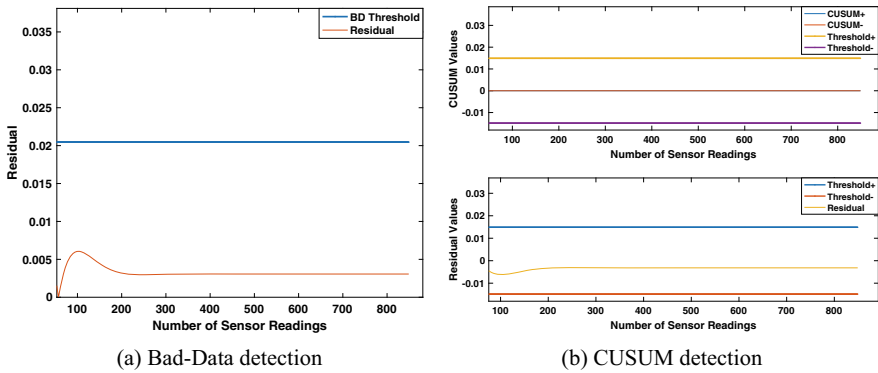 BD Threshold
Residual
0.035
0.03
0.025
0.02
0.015
0.01
0.005
0
Residual
100 200 300 400 500 600 700 800
Number of Sensor Readings
(a) Bad-Data detection
CUSUM+
CUSUM-
Threshold+
Threshold-
0.03
0.02
0.01
0
-0.01
CUSUM Values
100 200 300 400 500 600 700 800
Number of Sensor Readings
Threshold+
Threshold-
Residual
0.03
0.02
0.01
0
-0.01
Residual Values
100 200 300 400 500 600 700 800
Number of Sensor Readings
(b) CUSUM detection